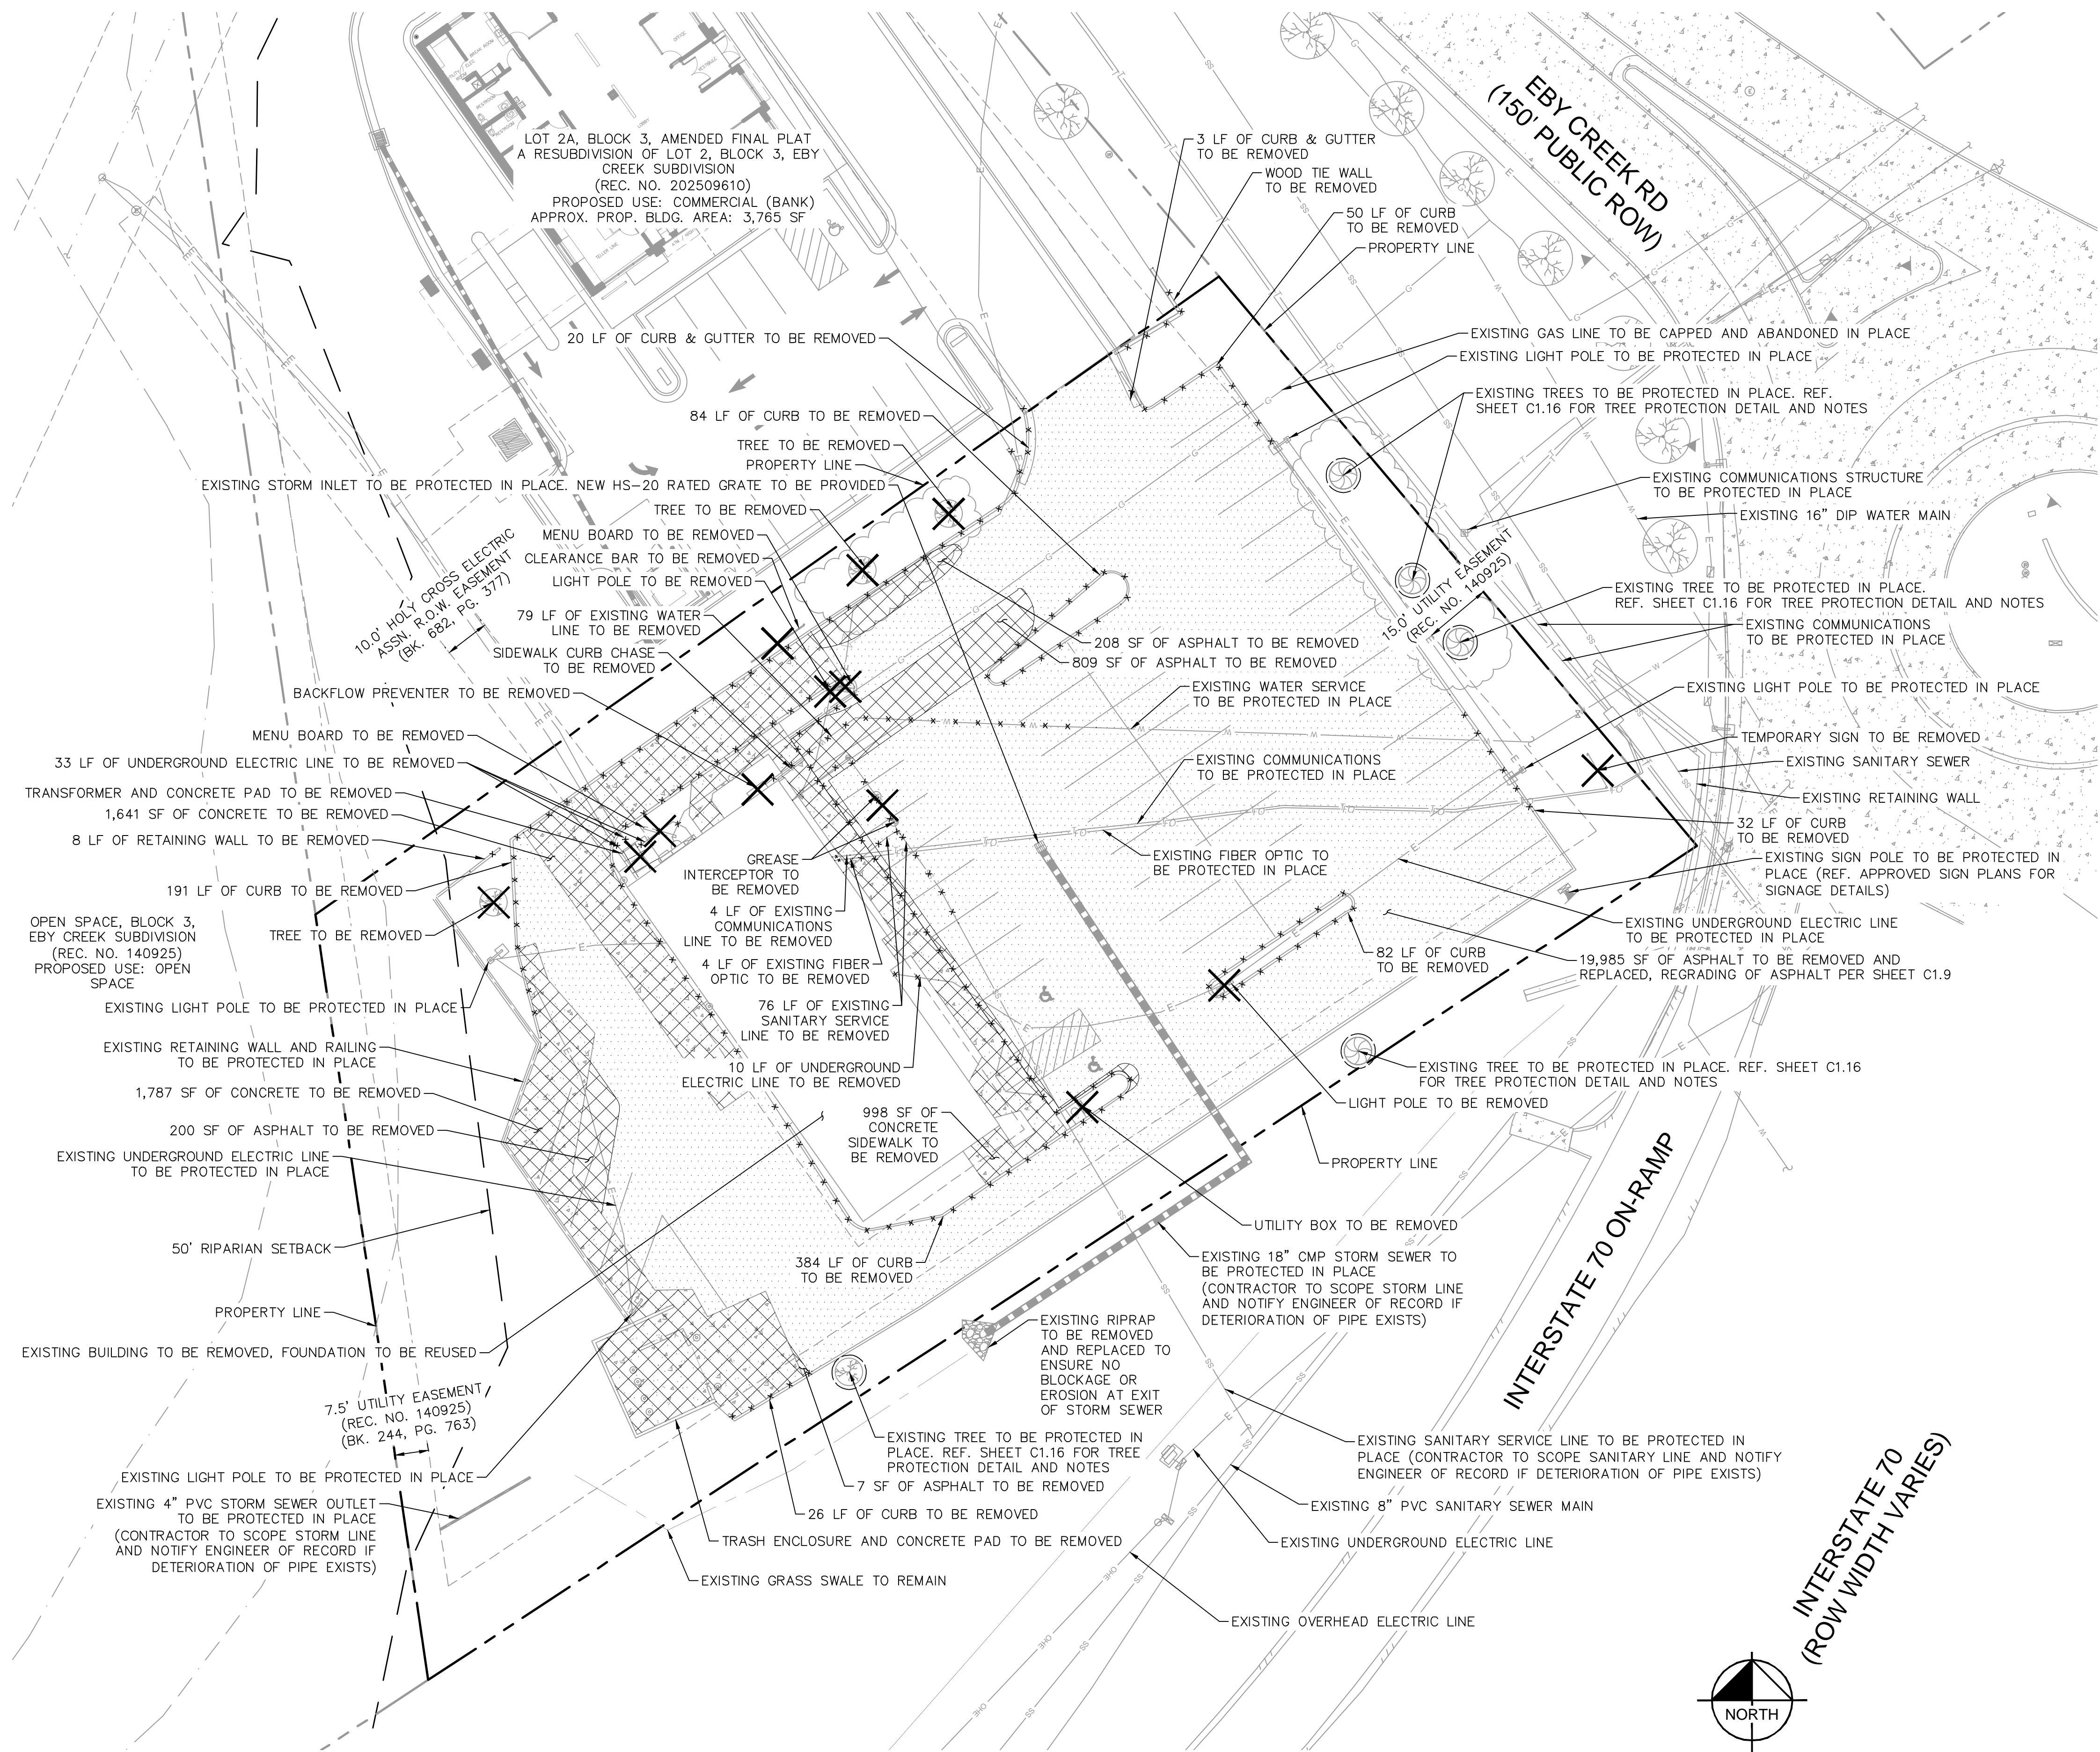 BREAK ROOM
RESTROOM
RESTROOM
LOBBY
OFFICE
VESTIBULE
TELLER LINE
LOT 2A, BLOCK 3, AMENDED FINAL PLAT
A RESUBDIVISION OF LOT 2, BLOCK 3, EBY
CREEK SUBDIVISION
(REC. NO. 202509610)
PROPOSED USE: COMMERCIAL (BANK)
APPROX. PROP. BLDG. AREA: 3,765 SF
EBY CREEK RD
(150' PUBLIC ROW)
3 LF OF CURB & GUTTER
TO BE REMOVED
WOOD TIE WALL
TO BE REMOVED
50 LF OF CURB
TO BE REMOVED
PROPERTY LINE
20 LF OF CURB & GUTTER TO BE REMOVED
84 LF OF CURB TO BE REMOVED
TREE TO BE REMOVED
PROPERTY LINE
EXISTING STORM INLET TO BE PROTECTED IN PLACE. NEW HS-20 RATED GRATE TO BE PROVIDED
TREE TO BE REMOVED
MENU BOARD TO BE REMOVED
CLEARANCE BAR TO BE REMOVED
LIGHT POLE TO BE REMOVED
79 LF OF EXISTING WATER
LINE TO BE REMOVED
SIDEWALK CURB CHASE
TO BE REMOVED
BACKFLOW PREVENTER TO BE REMOVED
10.0' HOLY CROSS ELECTRIC
ASSN. R.O.W. EASEMENT
(BK. 682, PG. 377)
MENU BOARD TO BE REMOVED
33 LF OF UNDERGROUND ELECTRIC LINE TO BE REMOVED
TRANSFORMER AND CONCRETE PAD TO BE REMOVED
1,641 SF OF CONCRETE TO BE REMOVED
8 LF OF RETAINING WALL TO BE REMOVED
191 LF OF CURB TO BE REMOVED
OPEN SPACE, BLOCK 3,
EBY CREEK SUBDIVISION
(REC. NO. 140925)
PROPOSED USE: OPEN
SPACE
TREE TO BE REMOVED
EXISTING LIGHT POLE TO BE PROTECTED IN PLACE
EXISTING RETAINING WALL AND RAILING
TO BE PROTECTED IN PLACE
1,787 SF OF CONCRETE TO BE REMOVED
200 SF OF ASPHALT TO BE REMOVED
EXISTING UNDERGROUND ELECTRIC LINE
TO BE PROTECTED IN PLACE
50' RIPARIAN SETBACK
PROPERTY LINE
EXISTING BUILDING TO BE REMOVED, FOUNDATION TO BE REUSED
7.5' UTILITY EASEMENT
(REC. NO. 140925)
(BK. 244, PG. 763)
EXISTING LIGHT POLE TO BE PROTECTED IN PLACE
EXISTING 4" PVC STORM SEWER OUTLET
TO BE PROTECTED IN PLACE
(CONTRACTOR TO SCOPE STORM LINE
AND NOTIFY ENGINEER OF RECORD IF
DETERIORATION OF PIPE EXISTS)
EXISTING GAS LINE TO BE CAPPED AND ABANDONED IN PLACE
EXISTING LIGHT POLE TO BE PROTECTED IN PLACE
EXISTING TREES TO BE PROTECTED IN PLACE. REF.
SHEET C1.16 FOR TREE PROTECTION DETAIL AND NOTES
EXISTING COMMUNICATIONS STRUCTURE
TO BE PROTECTED IN PLACE
EXISTING 16" DIP WATER MAIN
15.0' UTILITY EASEMENT
(REC. NO. 140925)
EXISTING TREE TO BE PROTECTED IN PLACE.
REF. SHEET C1.16 FOR TREE PROTECTION DETAIL AND NOTES
EXISTING COMMUNICATIONS
TO BE PROTECTED IN PLACE
208 SF OF ASPHALT TO BE REMOVED
809 SF OF ASPHALT TO BE REMOVED
EXISTING WATER SERVICE
TO BE PROTECTED IN PLACE
EXISTING LIGHT POLE TO BE PROTECTED IN PLACE
TEMPORARY SIGN TO BE REMOVED
EXISTING COMMUNICATIONS
TO BE PROTECTED IN PLACE
EXISTING SANITARY SEWER
EXISTING RETAINING WALL
32 LF OF CURB
TO BE REMOVED
EXISTING FIBER OPTIC TO
BE PROTECTED IN PLACE
EXISTING SIGN POLE TO BE PROTECTED IN
PLACE (REF. APPROVED SIGN PLANS FOR
SIGNAGE DETAILS)
EXISTING UNDERGROUND ELECTRIC LINE
TO BE PROTECTED IN PLACE
82 LF OF CURB
TO BE REMOVED
19,985 SF OF ASPHALT TO BE REMOVED AND
REPLACED, REGRADING OF ASPHALT PER SHEET C1.9
GREASE
INTERCEPTOR TO
BE REMOVED
4 LF OF EXISTING
COMMUNICATIONS
LINE TO BE REMOVED
4 LF OF EXISTING FIBER
OPTIC TO BE REMOVED
76 LF OF EXISTING
SANITARY SERVICE
LINE TO BE REMOVED
10 LF OF UNDERGROUND
ELECTRIC LINE TO BE REMOVED
998 SF OF
CONCRETE
SIDEWALK TO
BE REMOVED
384 LF OF CURB
TO BE REMOVED
EXISTING TREE TO BE PROTECTED IN PLACE. REF. SHEET C1.16
FOR TREE PROTECTION DETAIL AND NOTES
LIGHT POLE TO BE REMOVED
PROPERTY LINE
UTILITY BOX TO BE REMOVED
EXISTING 18" CMP STORM SEWER TO
BE PROTECTED IN PLACE
(CONTRACTOR TO SCOPE STORM LINE
AND NOTIFY ENGINEER OF RECORD IF
DETERIORATION OF PIPE EXISTS)
EXISTING RIPRAP
TO BE REMOVED
AND REPLACED TO
ENSURE NO
BLOCKAGE OR
EROSION AT EXIT
OF STORM SEWER
EXISTING TREE TO BE PROTECTED IN
PLACE. REF. SHEET C1.16 FOR TREE
PROTECTION DETAIL AND NOTES
7 SF OF ASPHALT TO BE REMOVED
26 LF OF CURB TO BE REMOVED
TRASH ENCLOSURE AND CONCRETE PAD TO BE REMOVED
EXISTING GRASS SWALE TO REMAIN
EXISTING SANITARY SERVICE LINE TO BE PROTECTED IN
PLACE (CONTRACTOR TO SCOPE SANITARY LINE AND NOTIFY
ENGINEER OF RECORD IF DETERIORATION OF PIPE EXISTS)
EXISTING 8" PVC SANITARY SEWER MAIN
EXISTING UNDERGROUND ELECTRIC LINE
EXISTING OVERHEAD ELECTRIC LINE
INTERSTATE 70 ON-RAMP
INTERSTATE 70
(ROW WIDTH VARIES)
NORTH